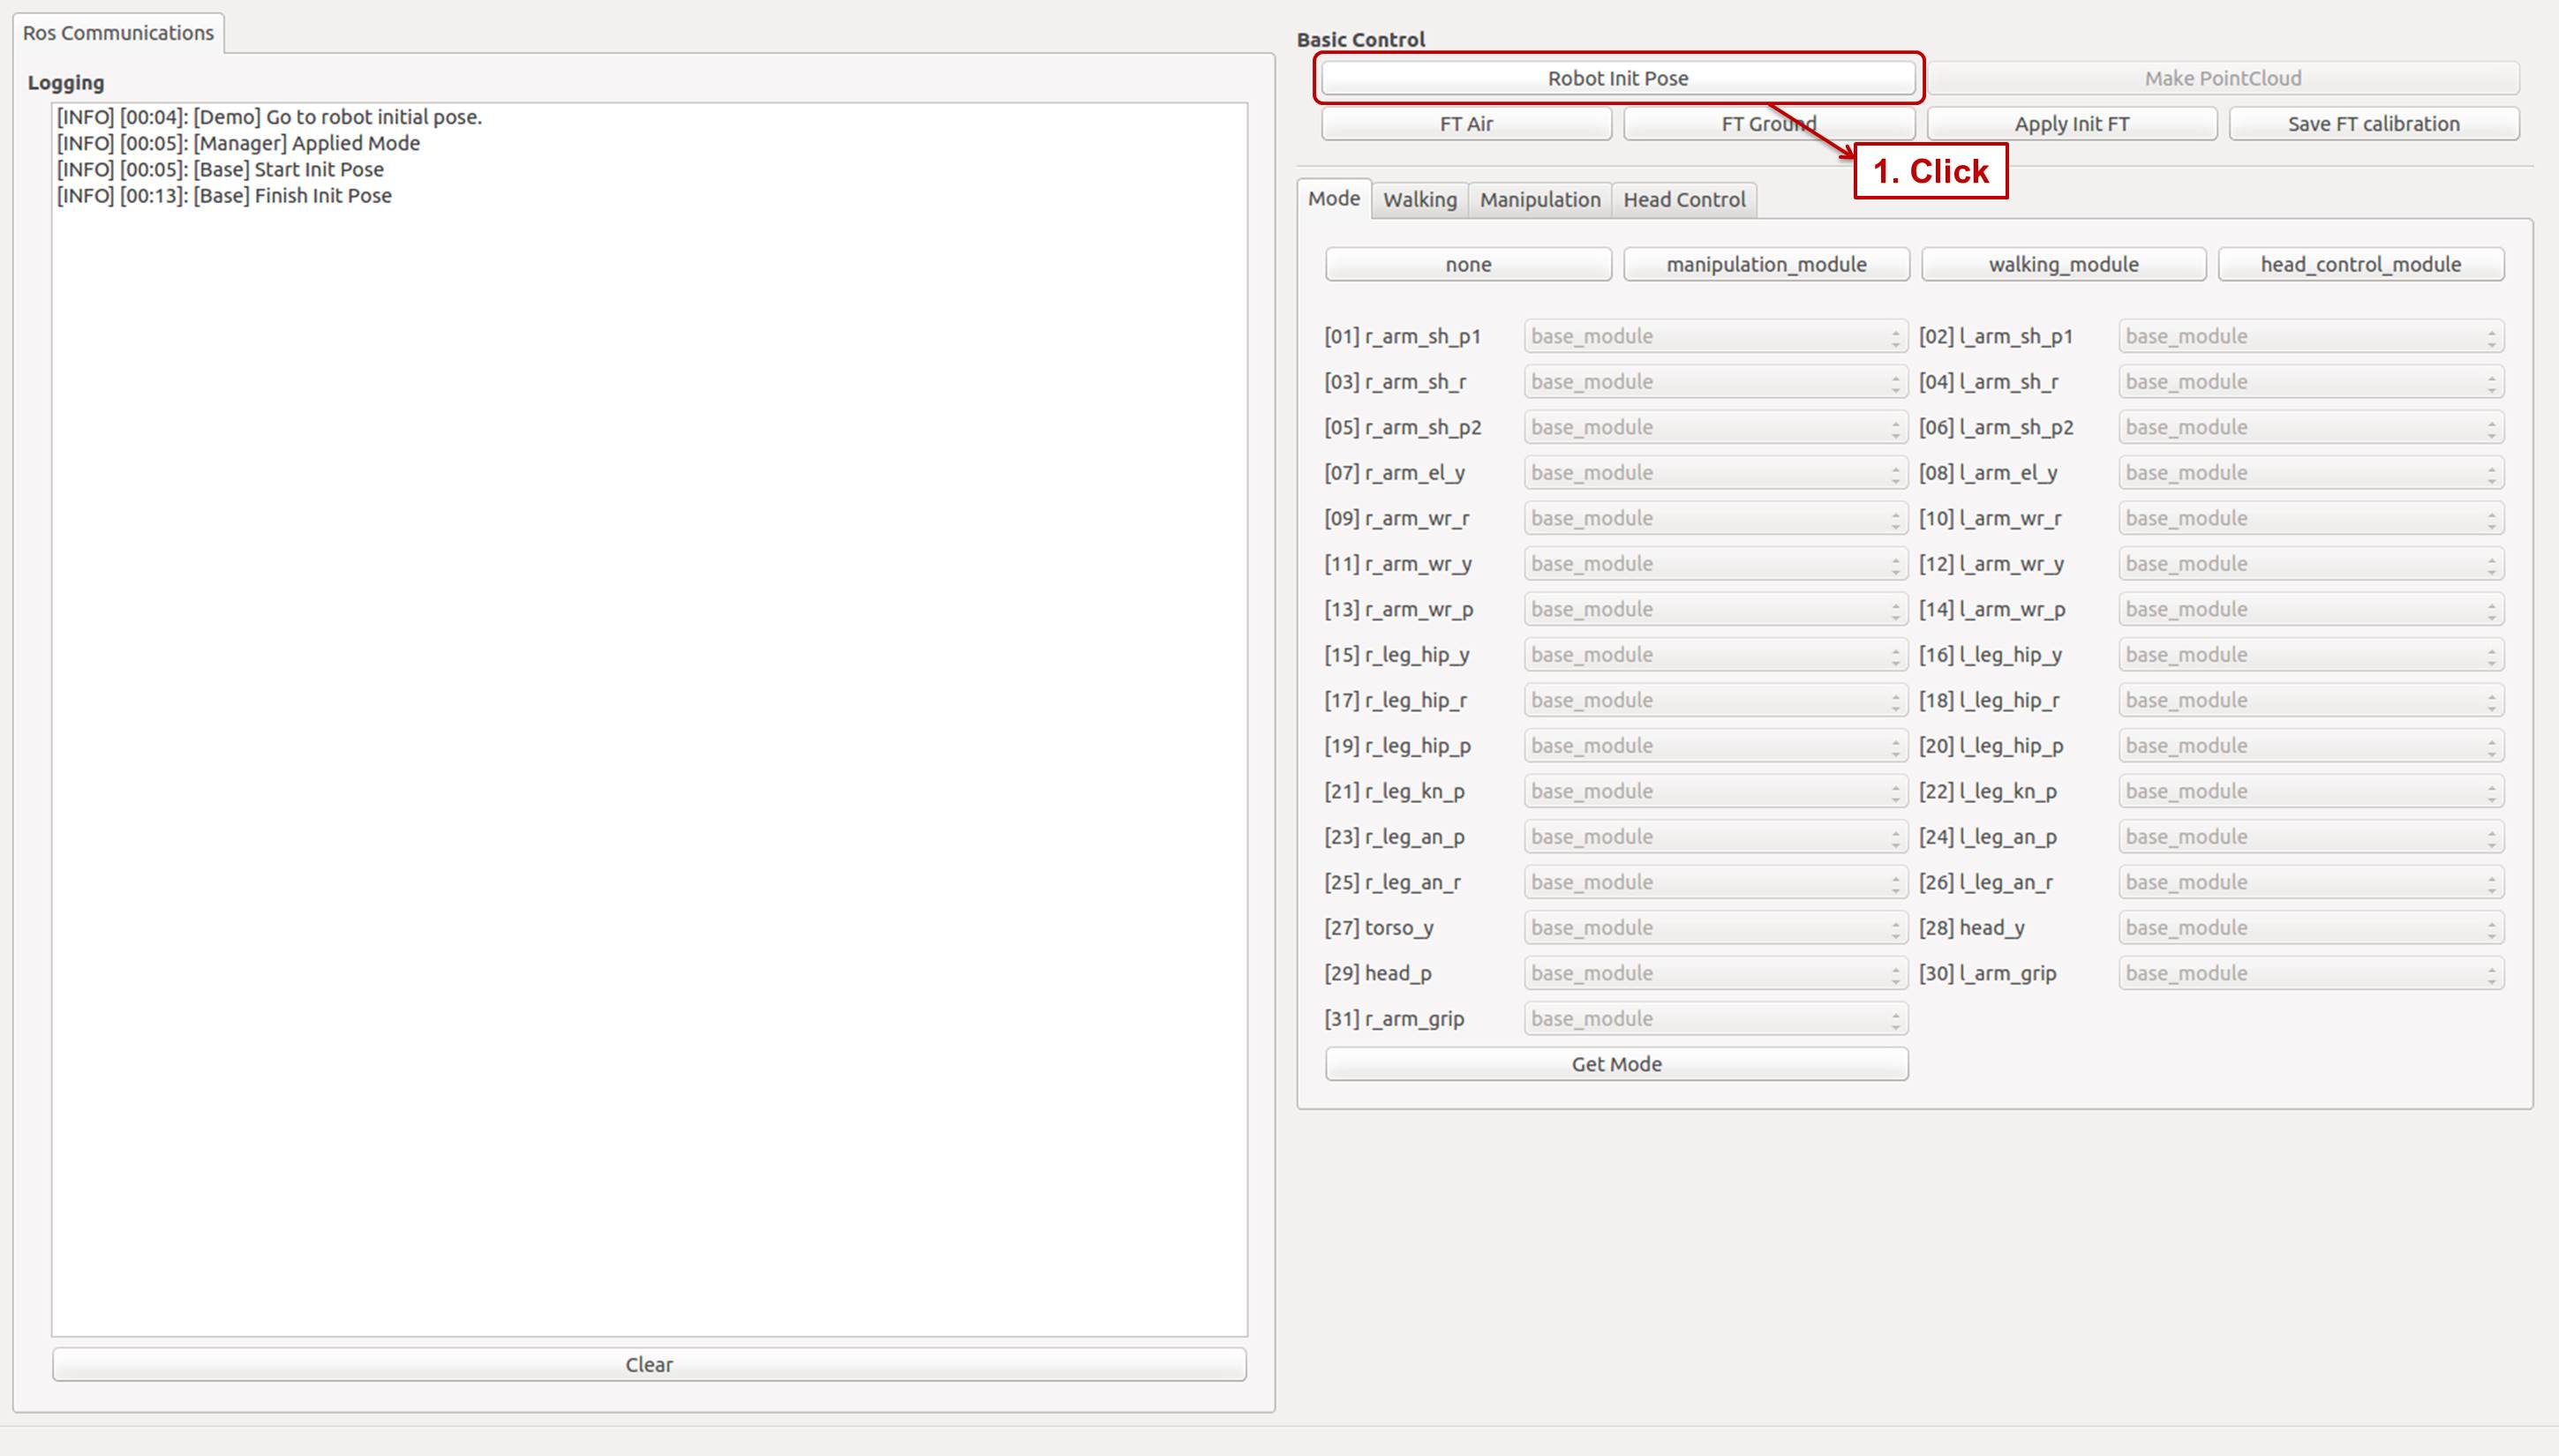 Ros Communications
Logging
[INFO] [00:04]: [Demo] Go to robot initial pose.
[INFO] [00:05]: [Manager] Applied Mode
[INFO] [00:05]: [Base] Start Init Pose
[INFO] [00:13]: [Base] Finish Init Pose
Clear
Basic Control
Robot Init Pose Make PointCloud
FT Air FT Ground Apply Init FT Save FT calibration
1. Click
Mode Walking Manipulation Head Control
none manipulation_module walking_module head_control_module
[01] r_arm_sh_p1 base_module [02] l_arm_sh_p1 base_module
[03] r_arm_sh_r base_module [04] l_arm_sh_r base_module
[05] r_arm_sh_p2 base_module [06] l_arm_sh_p2 base_module
[07] r_arm_el_y base_module [08] l_arm_el_y base_module
[09] r_arm_wr_r base_module [10] l_arm_wr_r base_module
[11] r_arm_wr_y base_module [12] l_arm_wr_y base_module
[13] r_arm_wr_p base_module [14] l_arm_wr_p base_module
[15] r_leg_hip_y base_module [16] l_leg_hip_y base_module
[17] r_leg_hip_r base_module [18] l_leg_hip_r base_module
[19] r_leg_hip_p base_module [20] l_leg_hip_p base_module
[21] r_leg_kn_p base_module [22] l_leg_kn_p base_module
[23] r_leg_an_p base_module [24] l_leg_an_p base_module
[25] r_leg_an_r base_module [26] l_leg_an_r base_module
[27] torso_y base_module [28] head_y base_module
[29] head_p base_module [30] l_arm_grip base_module
[31] r_arm_grip base_module
Get Mode